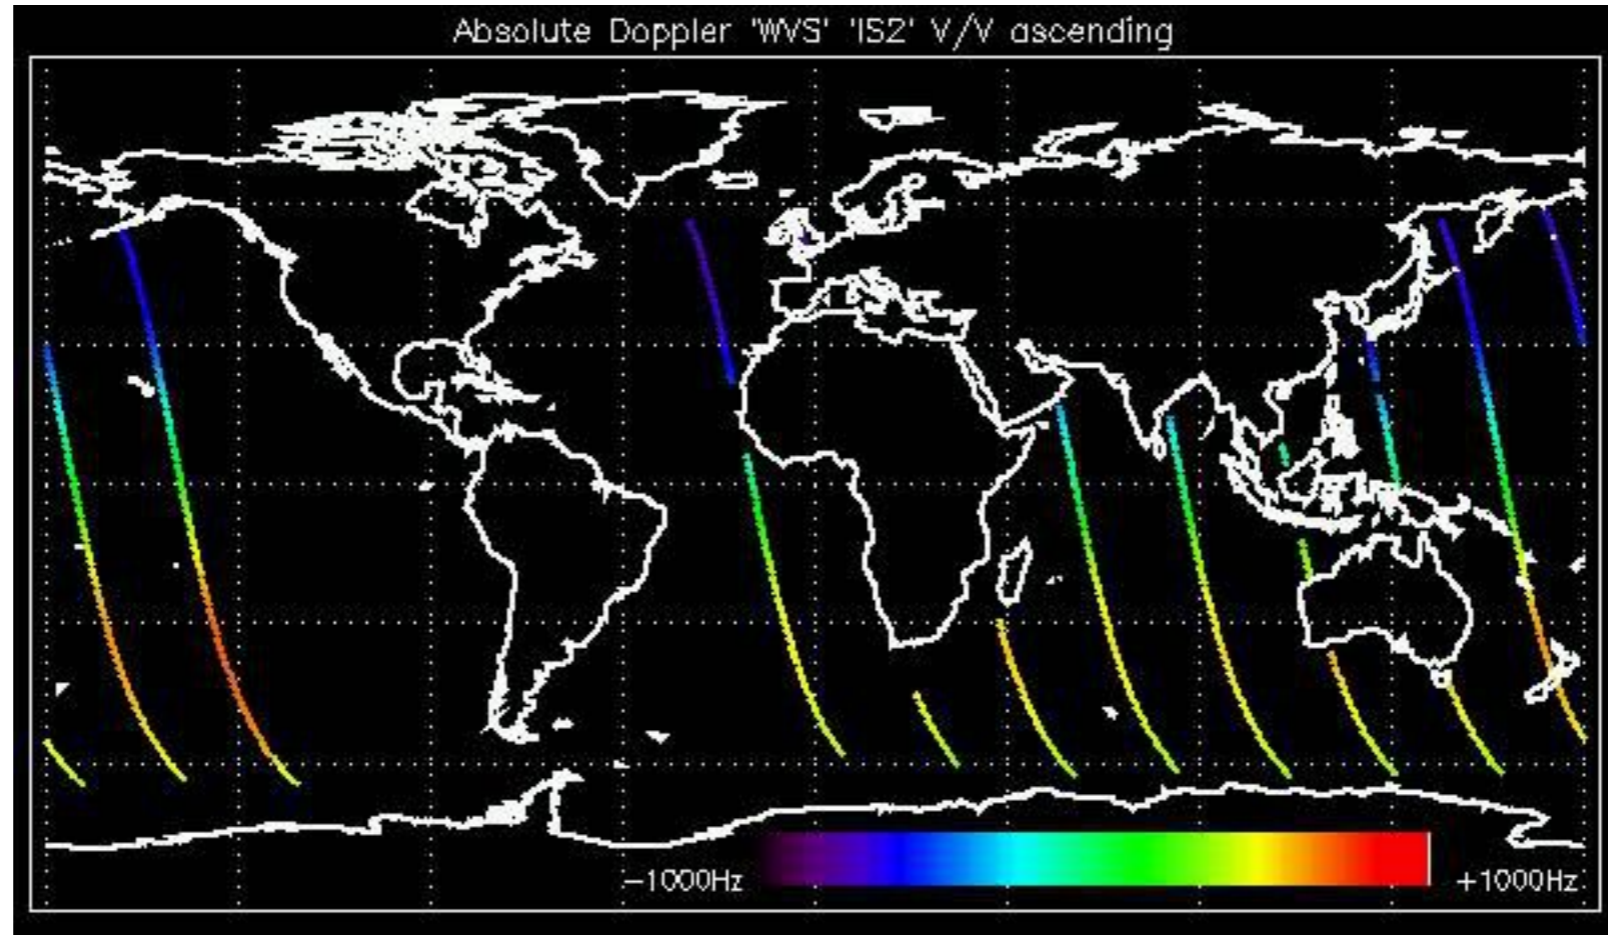 Absolute Doppler 'WVS' 'IS2' V/V ascending
−1000Hz
+1000Hz